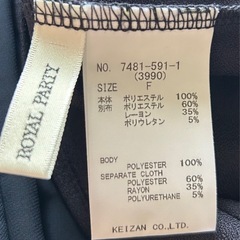 ROYAL PARTY
NO. 7481-591-1
(3990)
SIZE F
本体 ポリエステル 100%
別布 ポリエステル 60%
レーヨン 35%
ポリウレタン 5%
BODY
POLYESTER 100%
SEPARATE CLOTH
POLYESTER 60%
RAYON 35%
POLYURETHANE 5%
KEIZAN CO.,LTD.